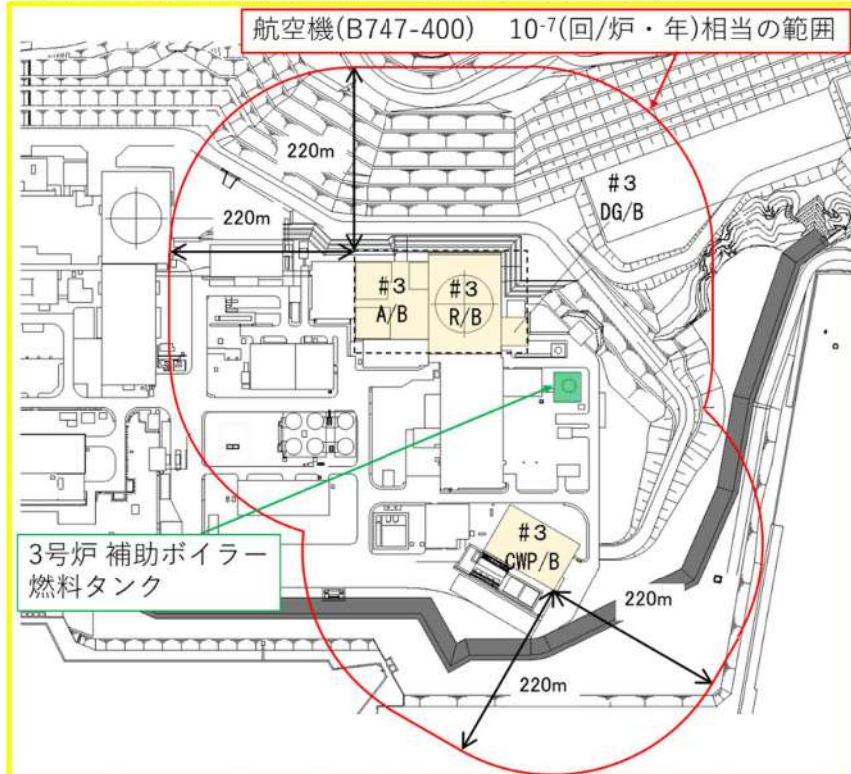 航空機(B747-400) 10⁻⁷(回/炉・年)相当の範囲
220m
220m
#3
DG/B
#3
A/B
#3
R/B
#3
CWP/B
3号炉 補助ボイラー
燃料タンク
220m
220m